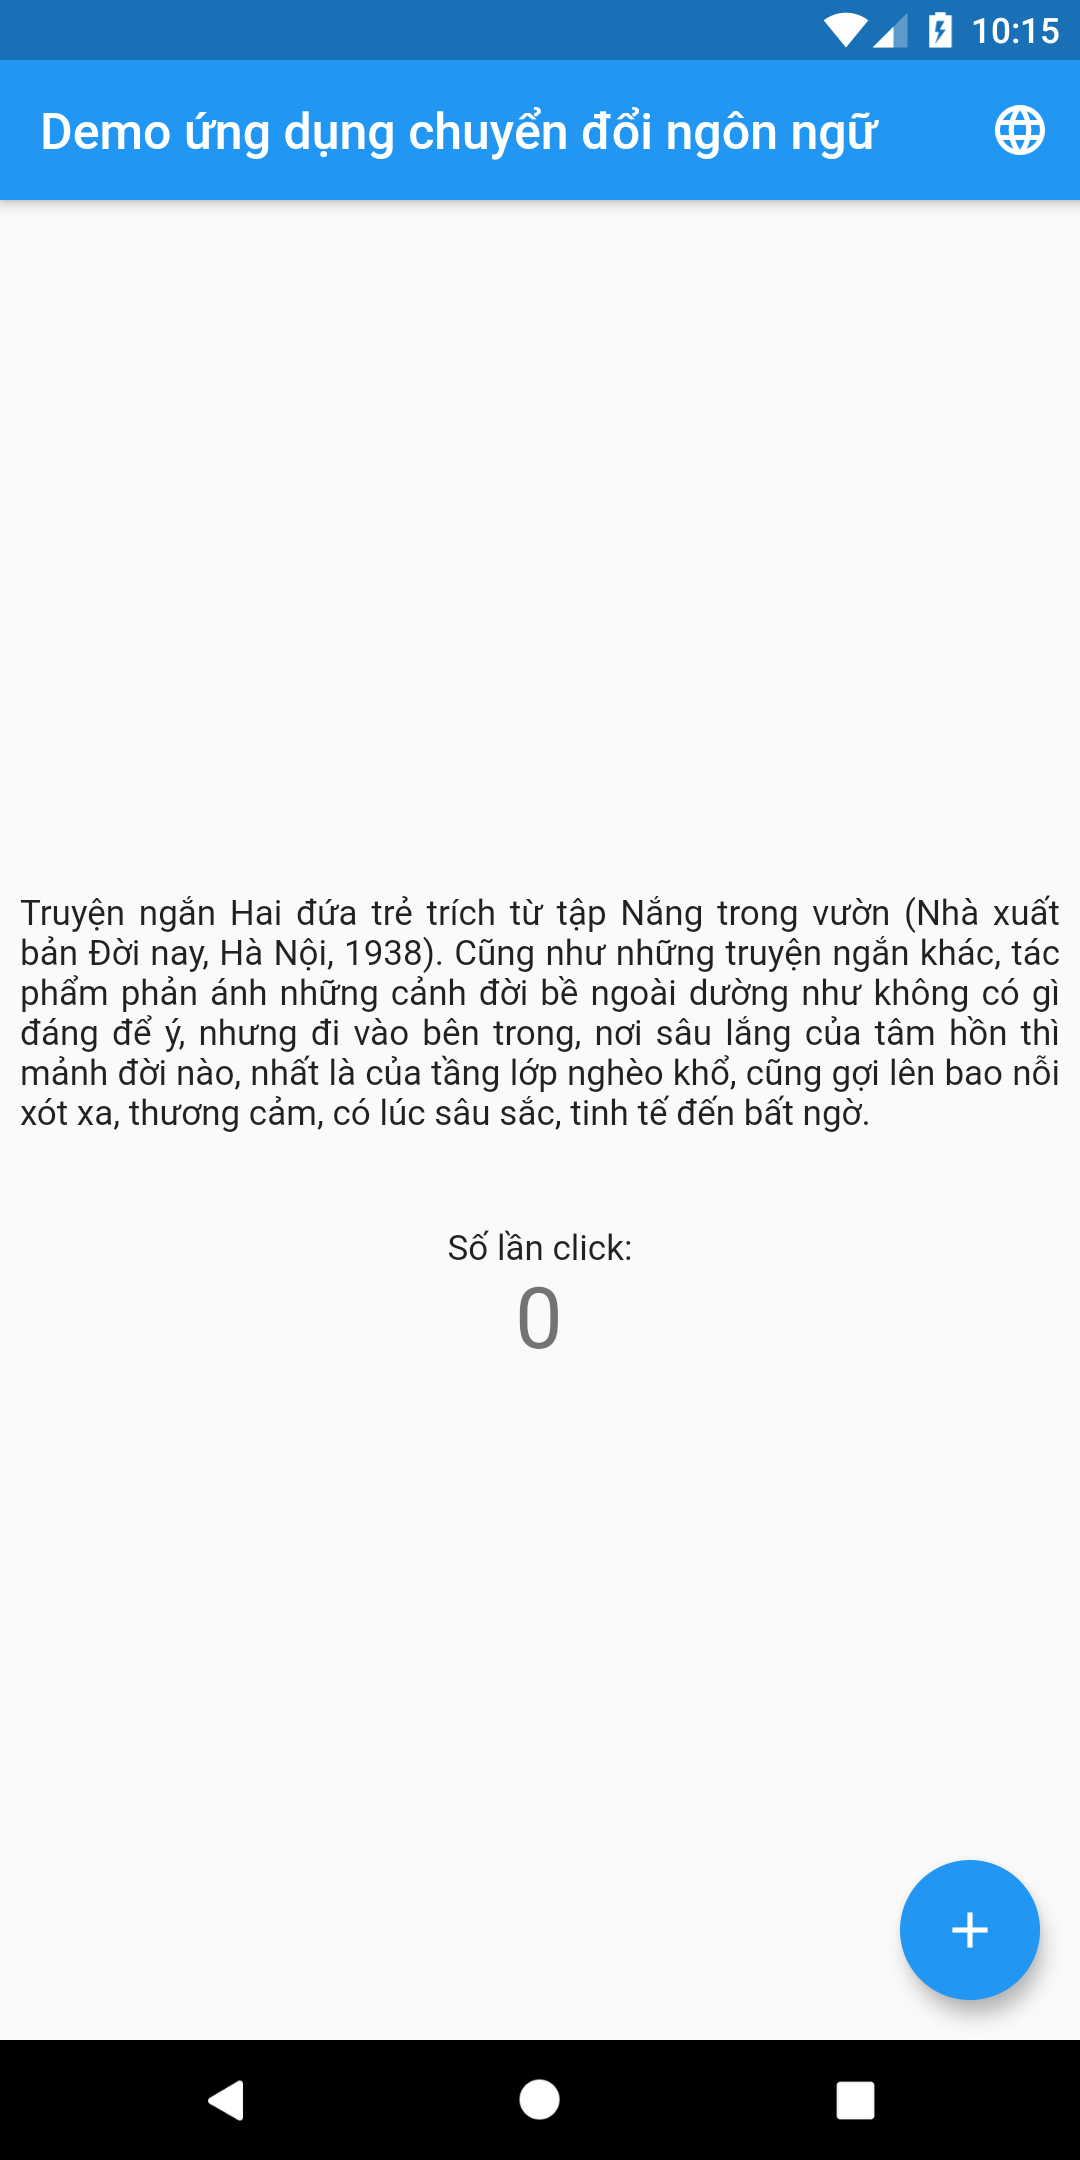 10:15
Demo ứng dụng chuyển đổi ngôn ngữ
Truyện ngắn Hai đứa trẻ trích từ tập Nắng trong vườn (Nhà xuất
bản Đời nay, Hà Nội, 1938). Cũng như những truyện ngắn khác, tác
phẩm phản ánh những cảnh đời bề ngoài dường như không có gì
đáng để ý, nhưng đi vào bên trong, nơi sâu lắng của tâm hồn thì
mảnh đời nào, nhất là của tầng lớp nghèo khổ, cũng gợi lên bao nỗi
xót xa, thương cảm, có lúc sâu sắc, tinh tế đến bất ngờ.
Số lần click:
0